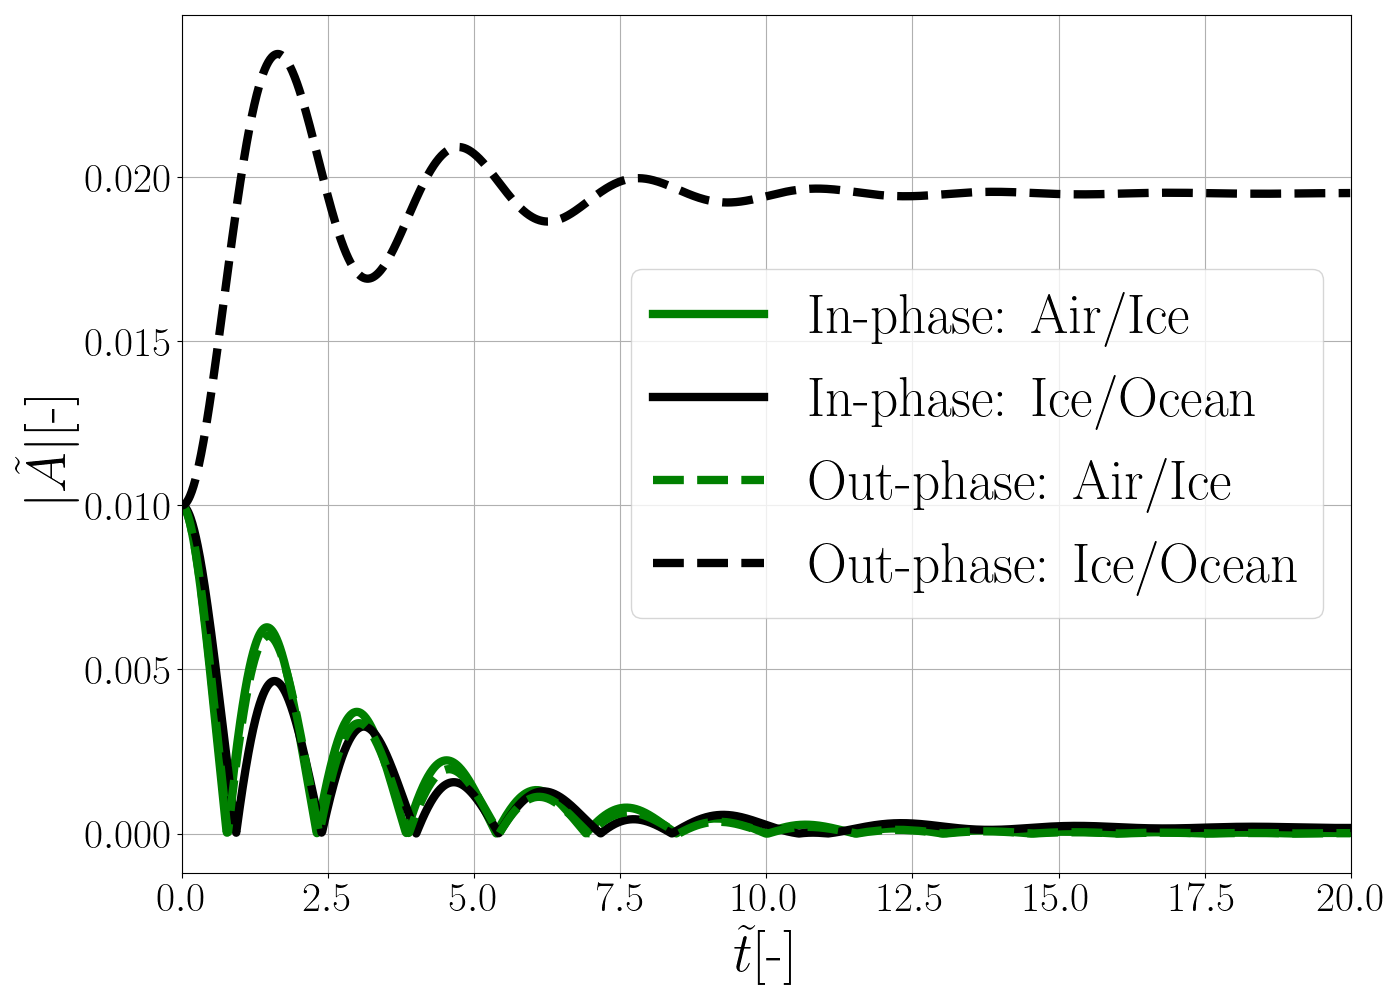 |Ã|[-]
0.020
0.015
0.010
0.005
0.000
In-phase: Air/Ice
In-phase: Ice/Ocean
Out-phase: Air/Ice
Out-phase: Ice/Ocean
0.0 2.5 5.0 7.5 10.0 12.5 15.0 17.5 20.0
t̃[-]